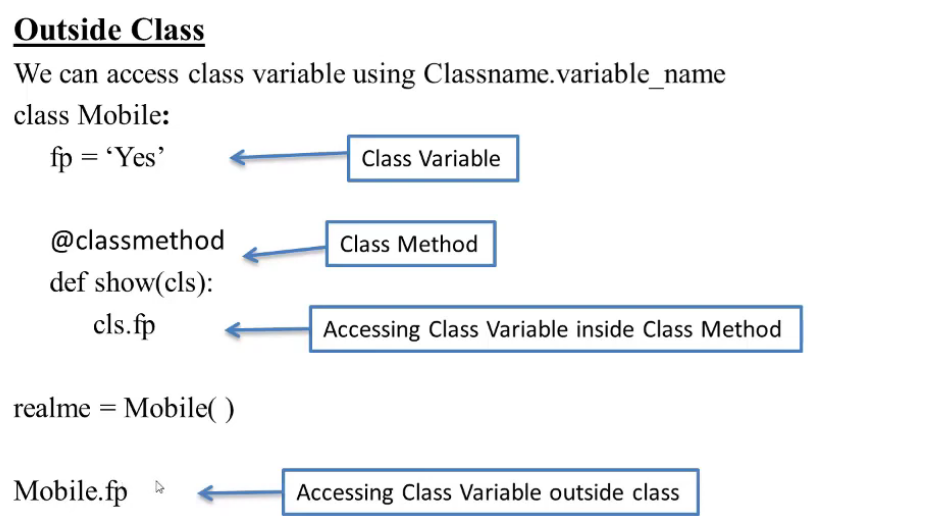 Outside Class
We can access class variable using Classname.variable_name
class Mobile:
fp = ‘Yes’
Class Variable
@classmethod
Class Method
def show(cls):
cls.fp
Accessing Class Variable inside Class Method
realme = Mobile( )
Mobile.fp
Accessing Class Variable outside class